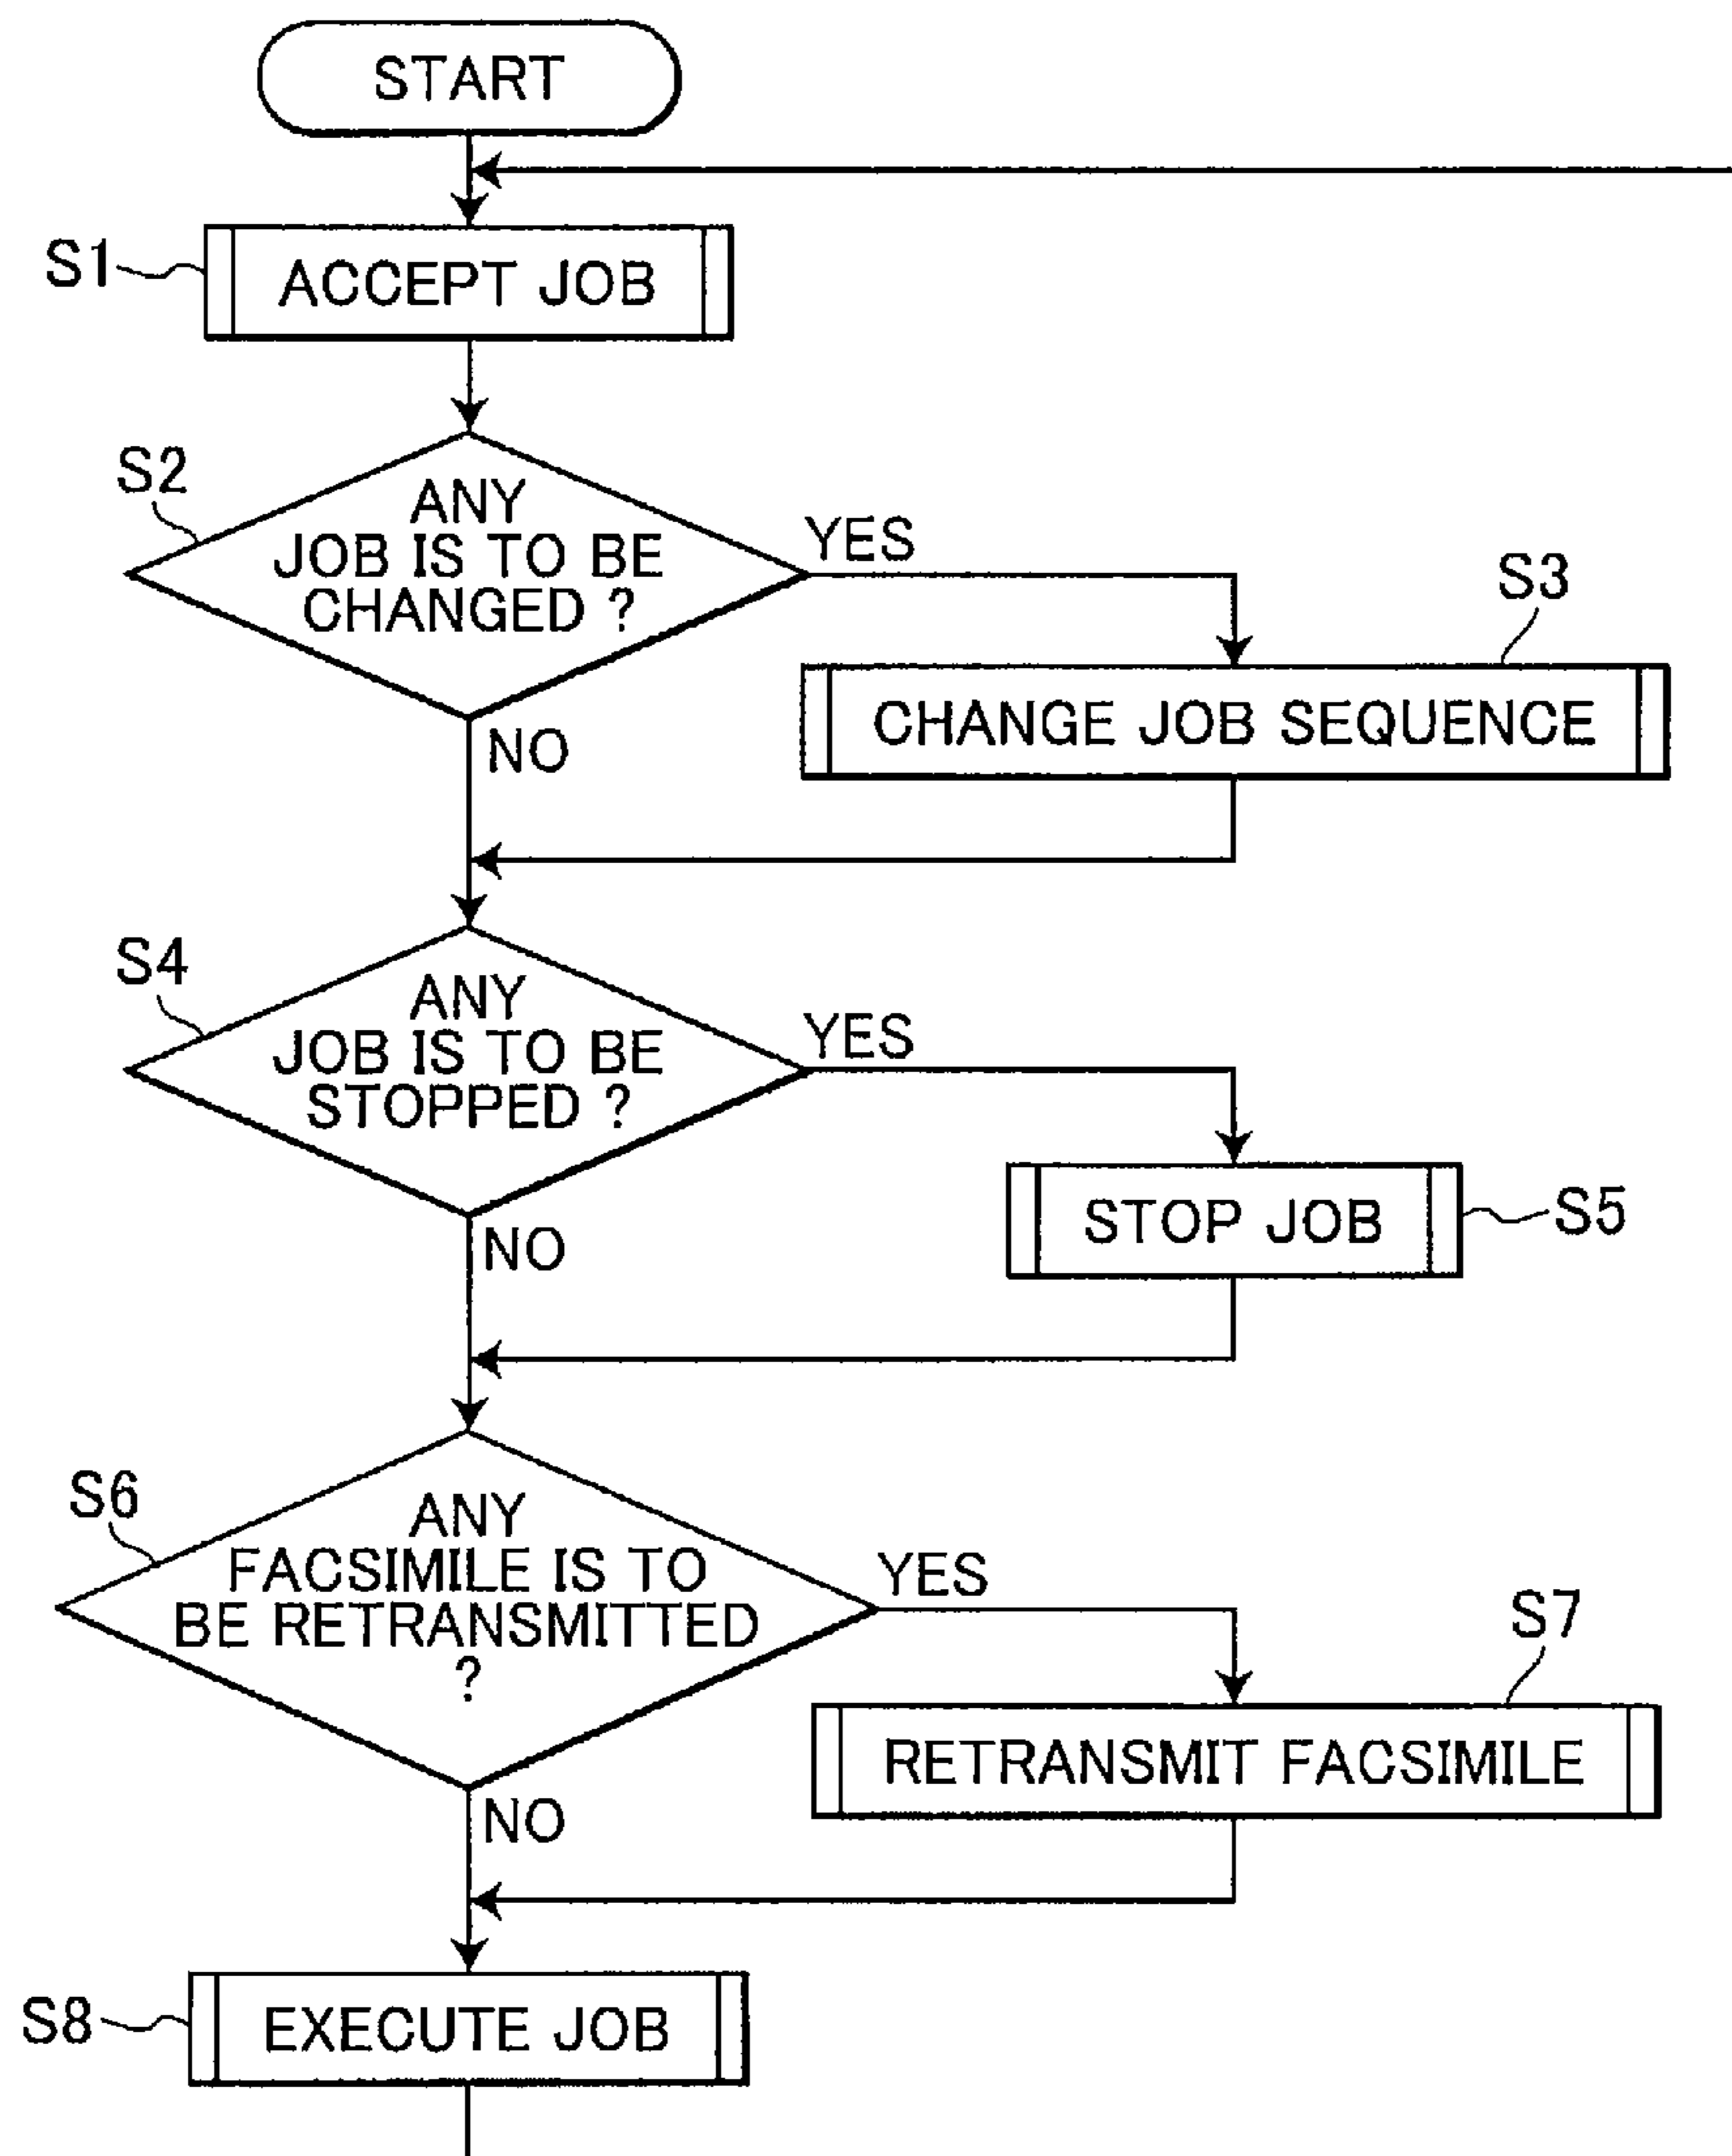 START
S1
ACCEPT JOB
S2
ANY
JOB IS TO BE
CHANGED ?
YES
S3
CHANGE JOB SEQUENCE
NO
S4
ANY
JOB IS TO BE
STOPPED ?
YES
STOP JOB
S5
NO
S6
ANY
FACSIMILE IS TO
BE RETRANSMITTED
?
YES
S7
RETRANSMIT FACSIMILE
NO
S8
EXECUTE JOB